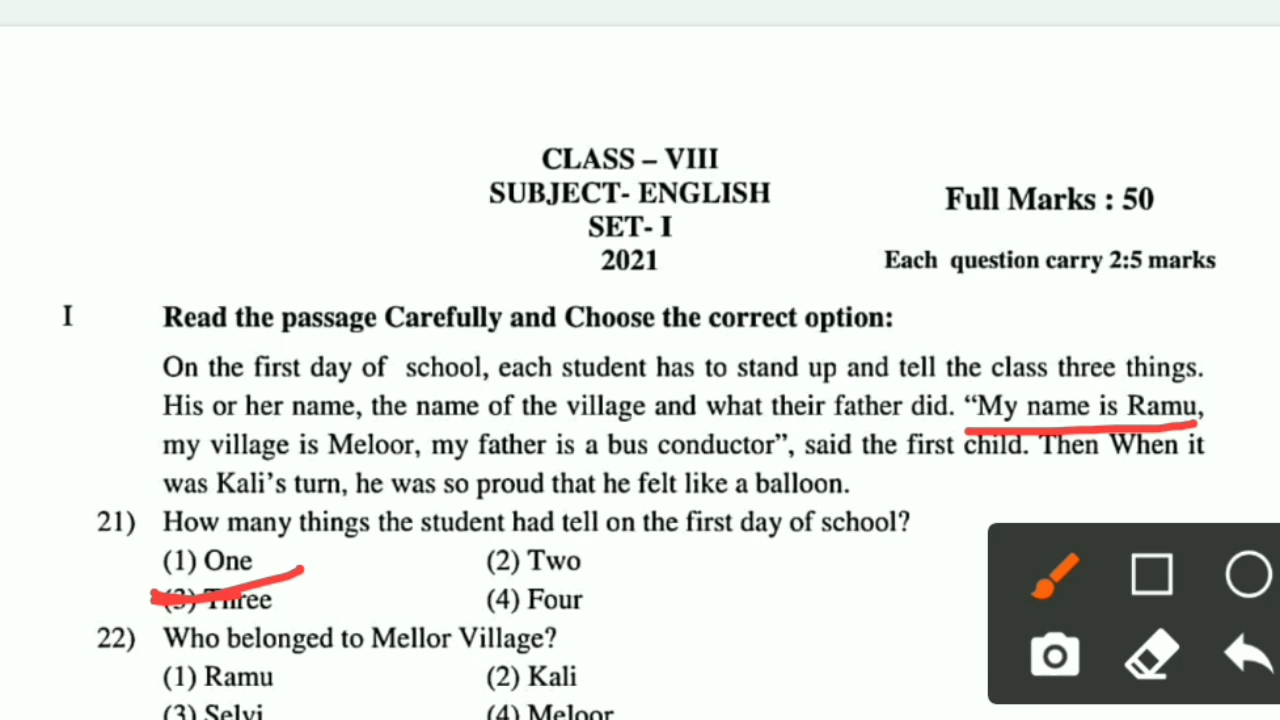 CLASS – VIII
SUBJECT- ENGLISH
Full Marks : 50
SET- I
2021
Each question carry 2:5 marks
I Read the passage Carefully and Choose the correct option:
On the first day of school, each student has to stand up and tell the class three things.
His or her name, the name of the village and what their father did. “My name is Ramu,
my village is Meloor, my father is a bus conductor”, said the first child. Then When it
was Kali’s turn, he was so proud that he felt like a balloon.
21) How many things the student had tell on the first day of school?
(1) One (2) Two
(3) Three (4) Four
22) Who belonged to Mellor Village?
(1) Ramu (2) Kali
(3) Selvi (4) Meloor